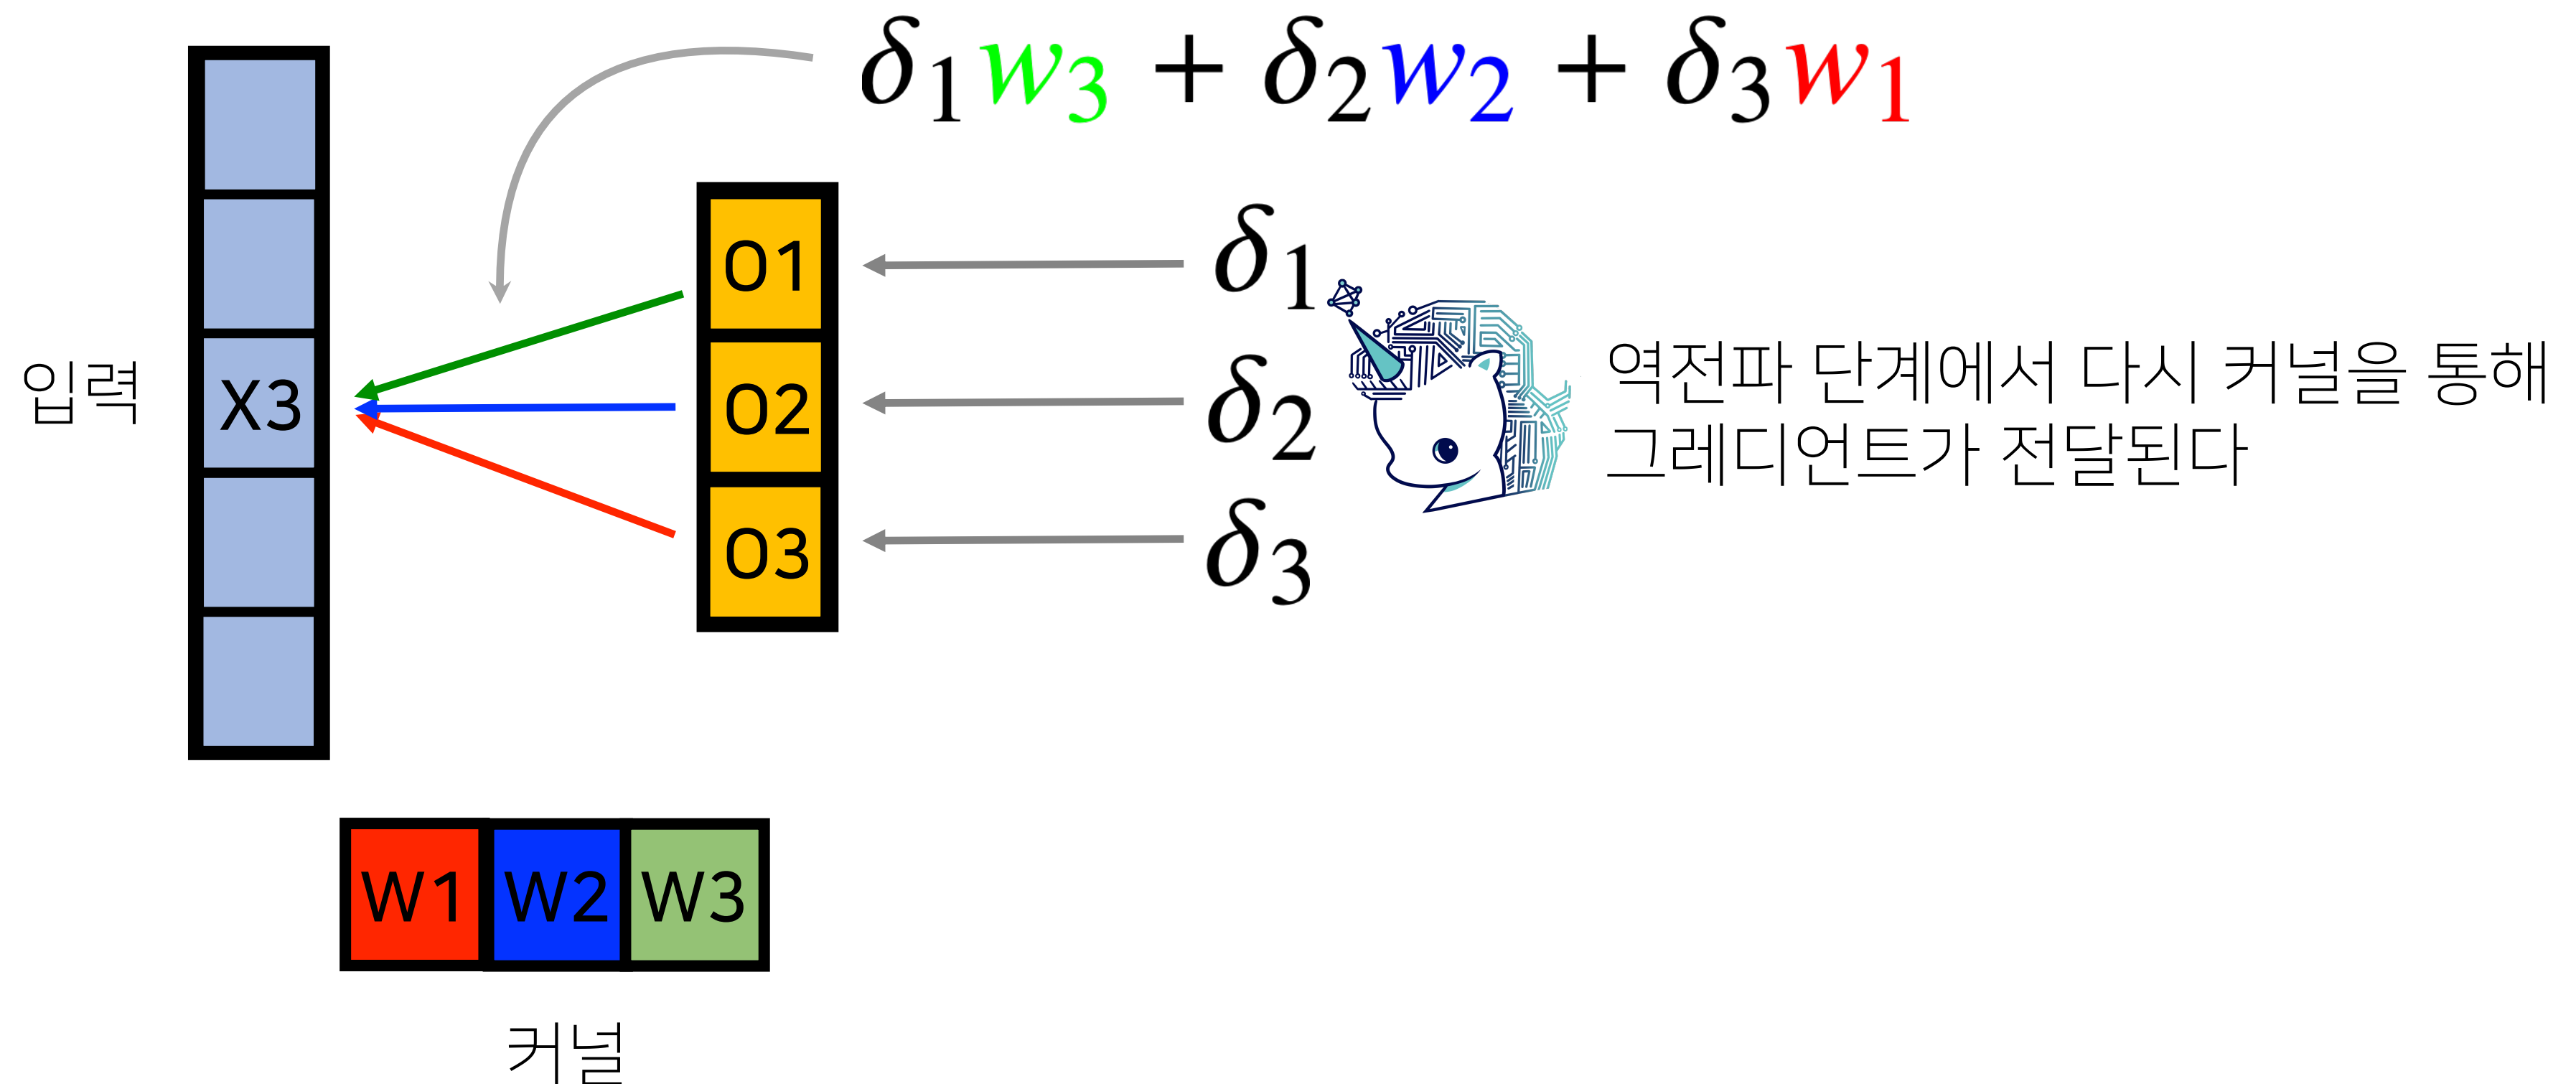 δ₁w₃ + δ₂w₂ + δ₃w₁
입력
X3
O1
O2
O3
δ₁
δ₂
δ₃
역전파 단계에서 다시 커널을 통해
그레디언트가 전달된다
W1 W2 W3
커널